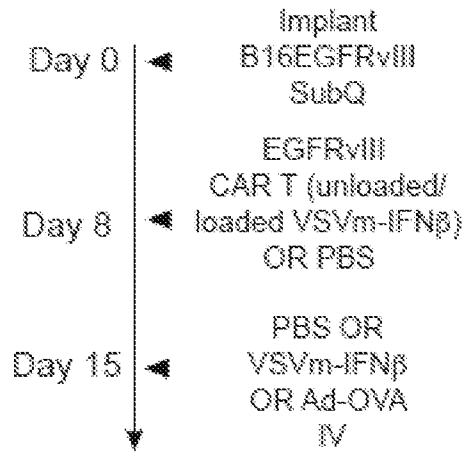 Day 0
Implant
B16EGFRvIII
SubQ
Day 8
EGFRvIII
CAR T (unloaded/
loaded VSVm-IFNβ)
OR PBS
Day 15
PBS OR
VSVm-IFNβ
OR Ad-OVA
IV